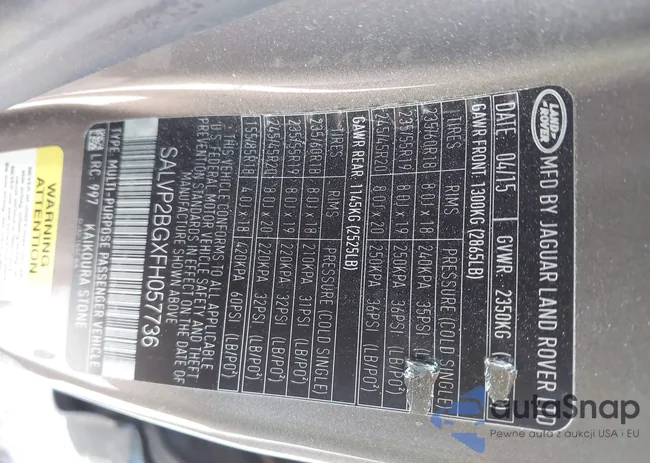 LAND-
ROVER
MFD BY JAGUAR LAND ROVER
DATE: 04/15 GVWR: 2350KG
GAWR FRONT: 1300KG (2865LB)
TIRES RIMS PRESSURE (COLD SINGLE)
235/60R18 8.0J x 18 240KPA 35PSI
235/55R19 8.0J x 19 250KPA 36PSI (LB/PO²)
245/45R20 8.0J x 20 250KPA 36PSI (LB/PO²)
GAWR REAR: 1145KG (2525LB)
TIRES RIMS PRESSURE (COLD SINGLE)
235/60R18 8.0J x 18 210KPA 31PSI (LB/PO²)
235/55R19 8.0J x 19 220KPA 32PSI (LB/PO²)
245/45R20 8.0J x 20 220KPA 32PSI (LB/PO²)
155/85R18 4.0J x 18 420KPA 60PSI (LB/PO²)
THIS VEHICLE CONFORMS TO ALL APPLICABLE
U.S. FEDERAL MOTOR VEHICLE SAFETY AND THEFT
PREVENTION STANDARDS IN EFFECT ON THE DATE OF
MANUFACTURE SHOWN ABOVE
SALVP2BGXFH057736
TYPE: MULTI-PURPOSE PASSENGER VEHICLE
LRC 997 KAIKOURA STONE
WARNING
autoSnap
Pewne auta z aukcji USA i EU